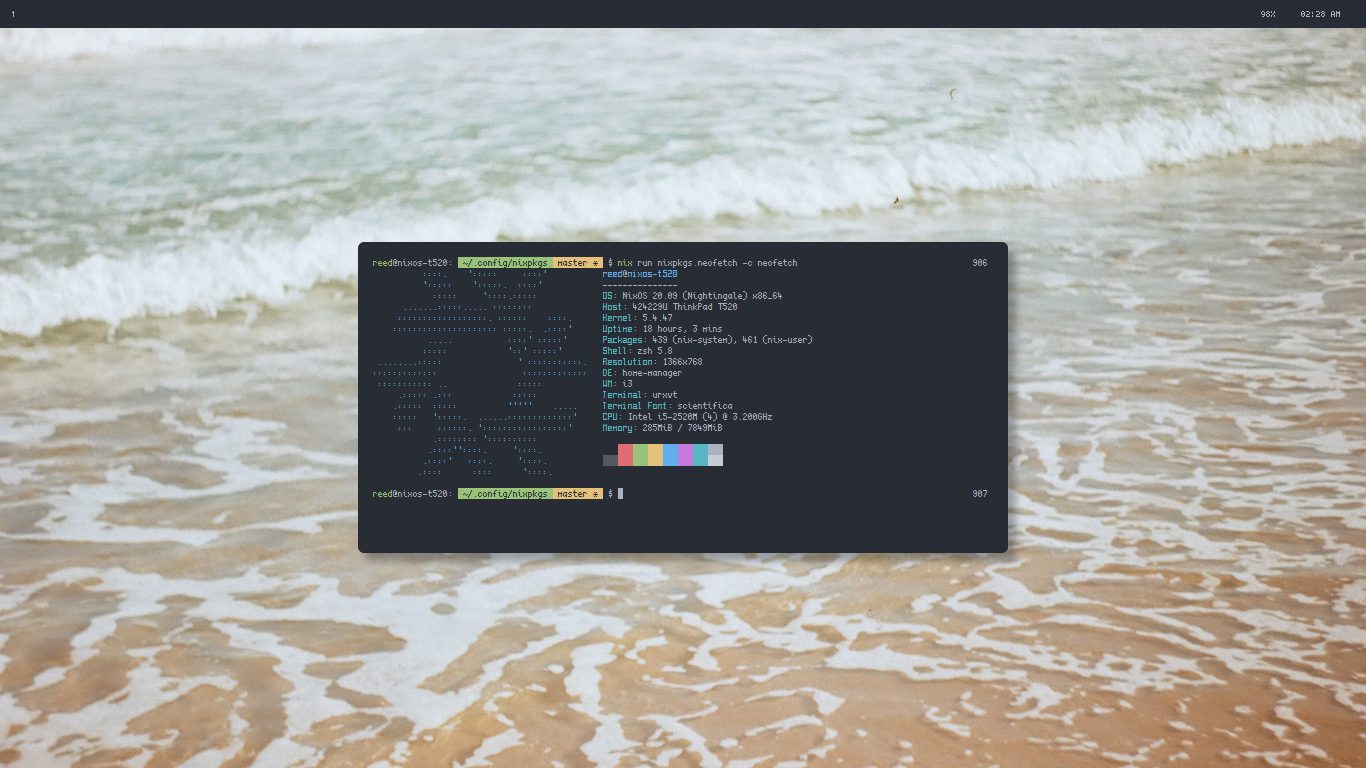 1 98% 02:28 AM
reed@nixos-t520: ~/.config/nixpkgs master * $ nix run nixpkgs.neofetch -c neofetch 906
reed@nixos-t520
---------------
OS: NixOS 20.09 (Nightingale) x86_64
Host: 424229U ThinkPad T520
Kernel: 5.4.47
Uptime: 18 hours, 3 mins
Packages: 439 (nix-system), 461 (nix-user)
Shell: zsh 5.8
Resolution: 1366x768
DE: home-manager
WM: i3
Terminal: urxvt
Terminal Font: scientifica
CPU: Intel i5-2520M (4) @ 3.200GHz
Memory: 285MiB / 7849MiB
reed@nixos-t520: ~/.config/nixpkgs master * $ 907